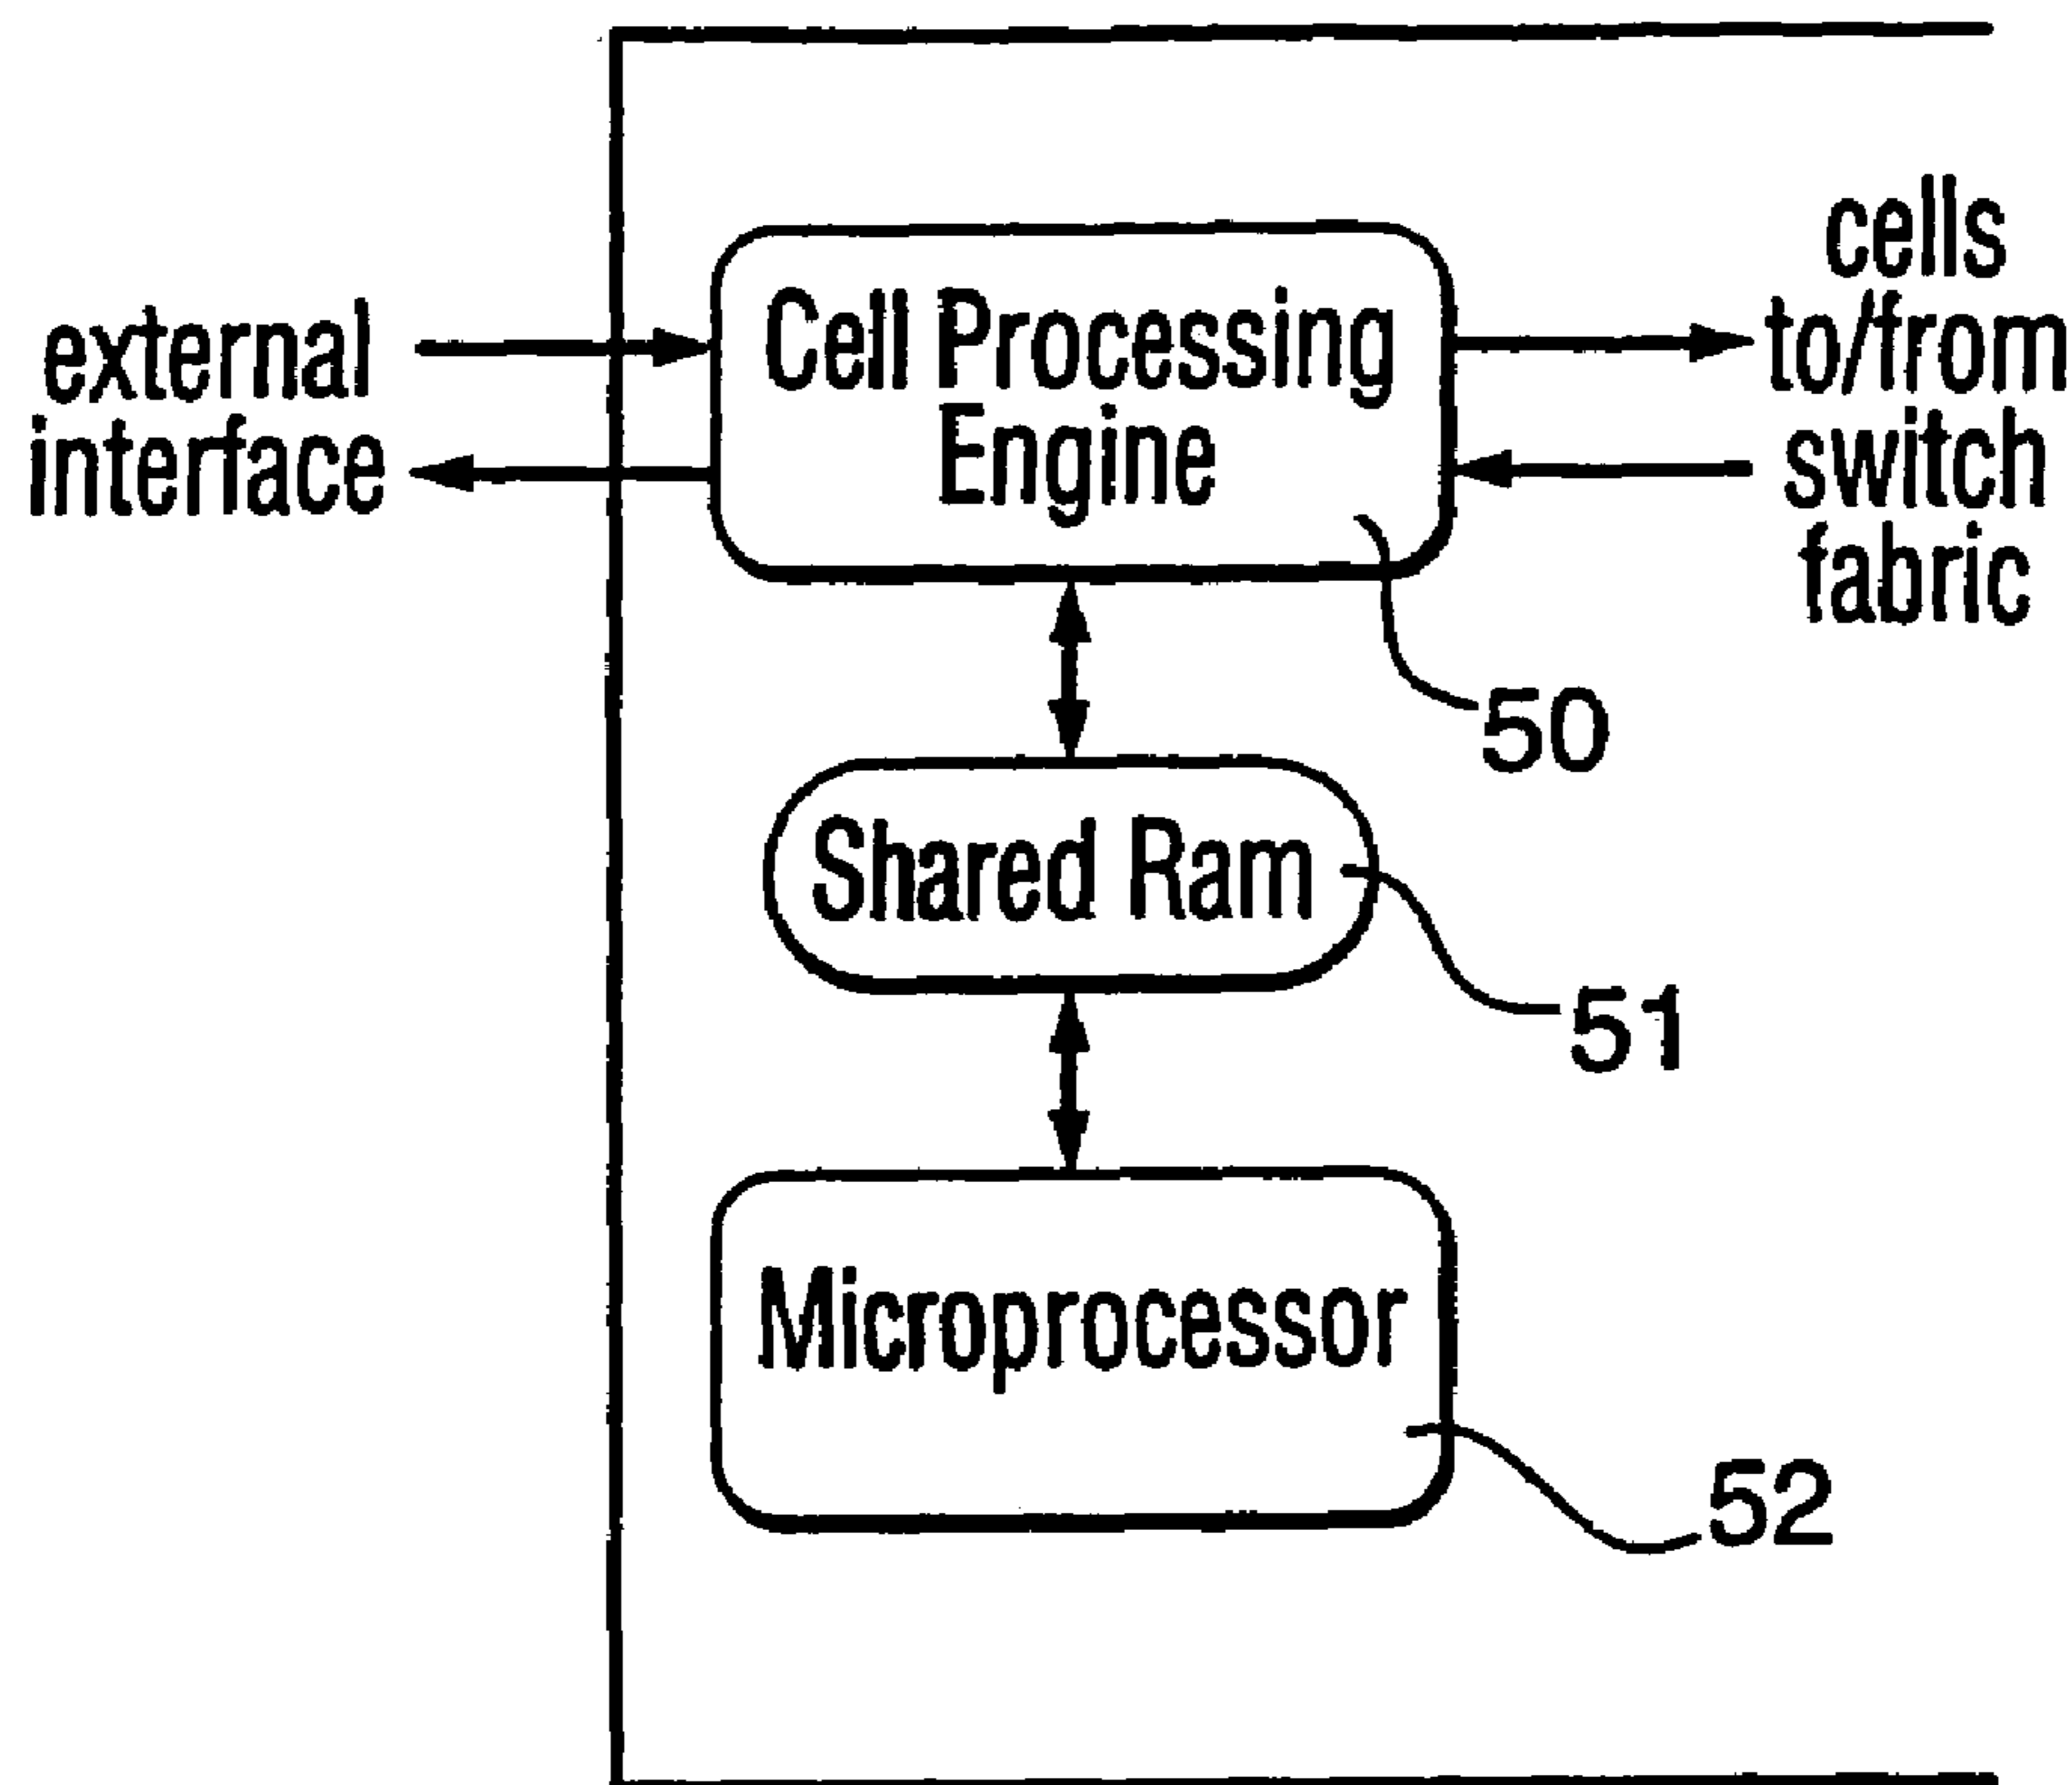 external
interface
Cell Processing
Engine
cells
to/from
switch
fabric
50
Shared Ram
51
Microprocessor
52